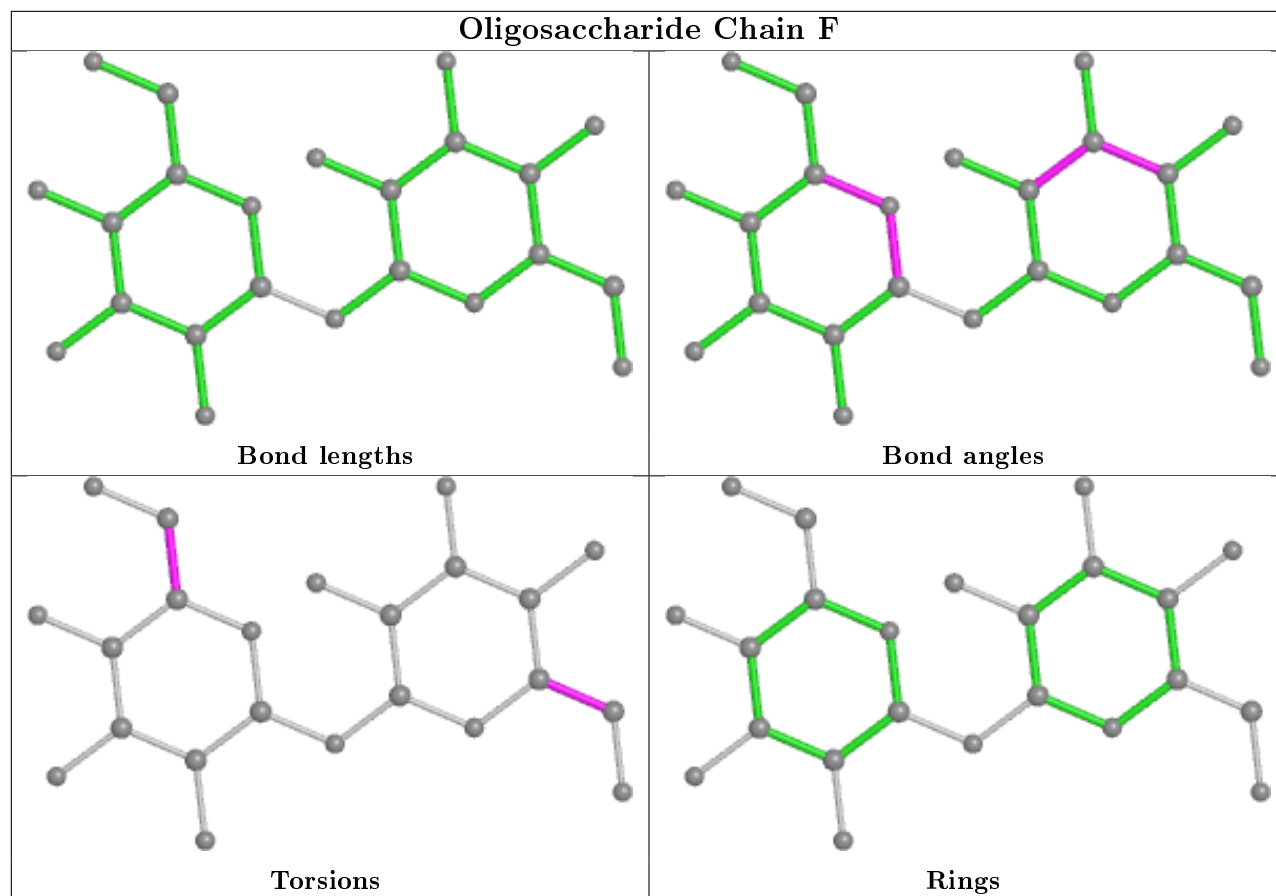 Oligosaccharide Chain F
Bond lengths
Bond angles
Torsions
Rings